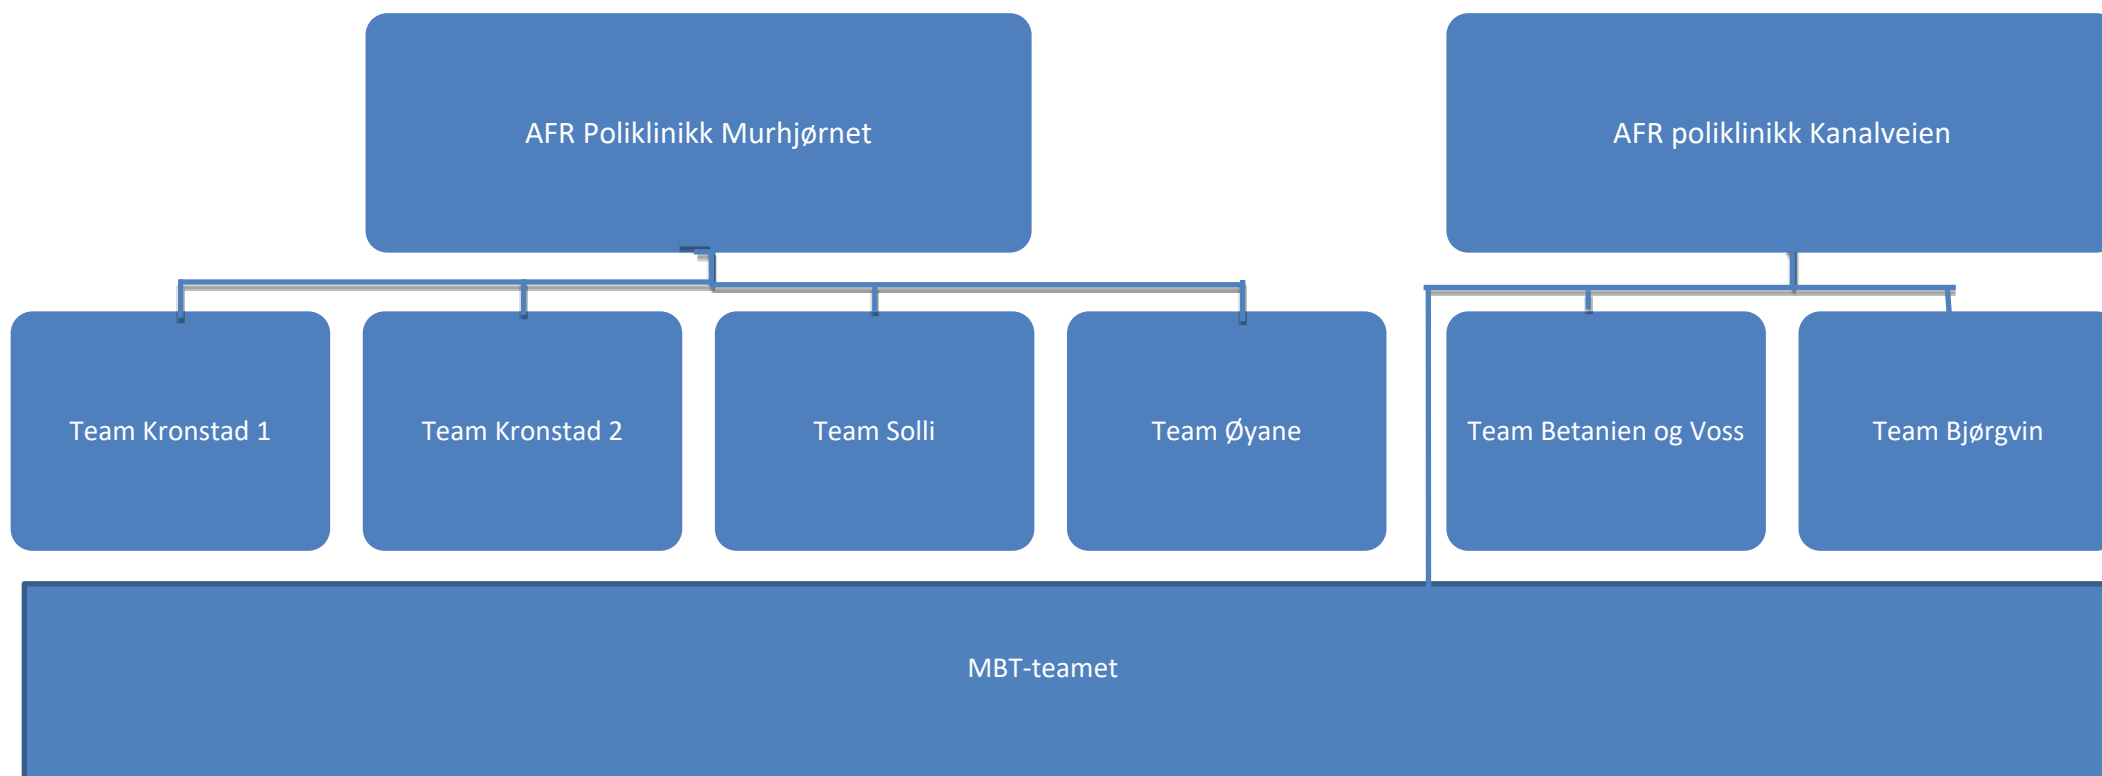 AFR Poliklinikk Murhjørnet
AFR poliklinikk Kanalveien
Team Kronstad 1
Team Kronstad 2
Team Solli
Team Øyane
Team Betanien og Voss
Team Bjørgvin
MBT-teamet